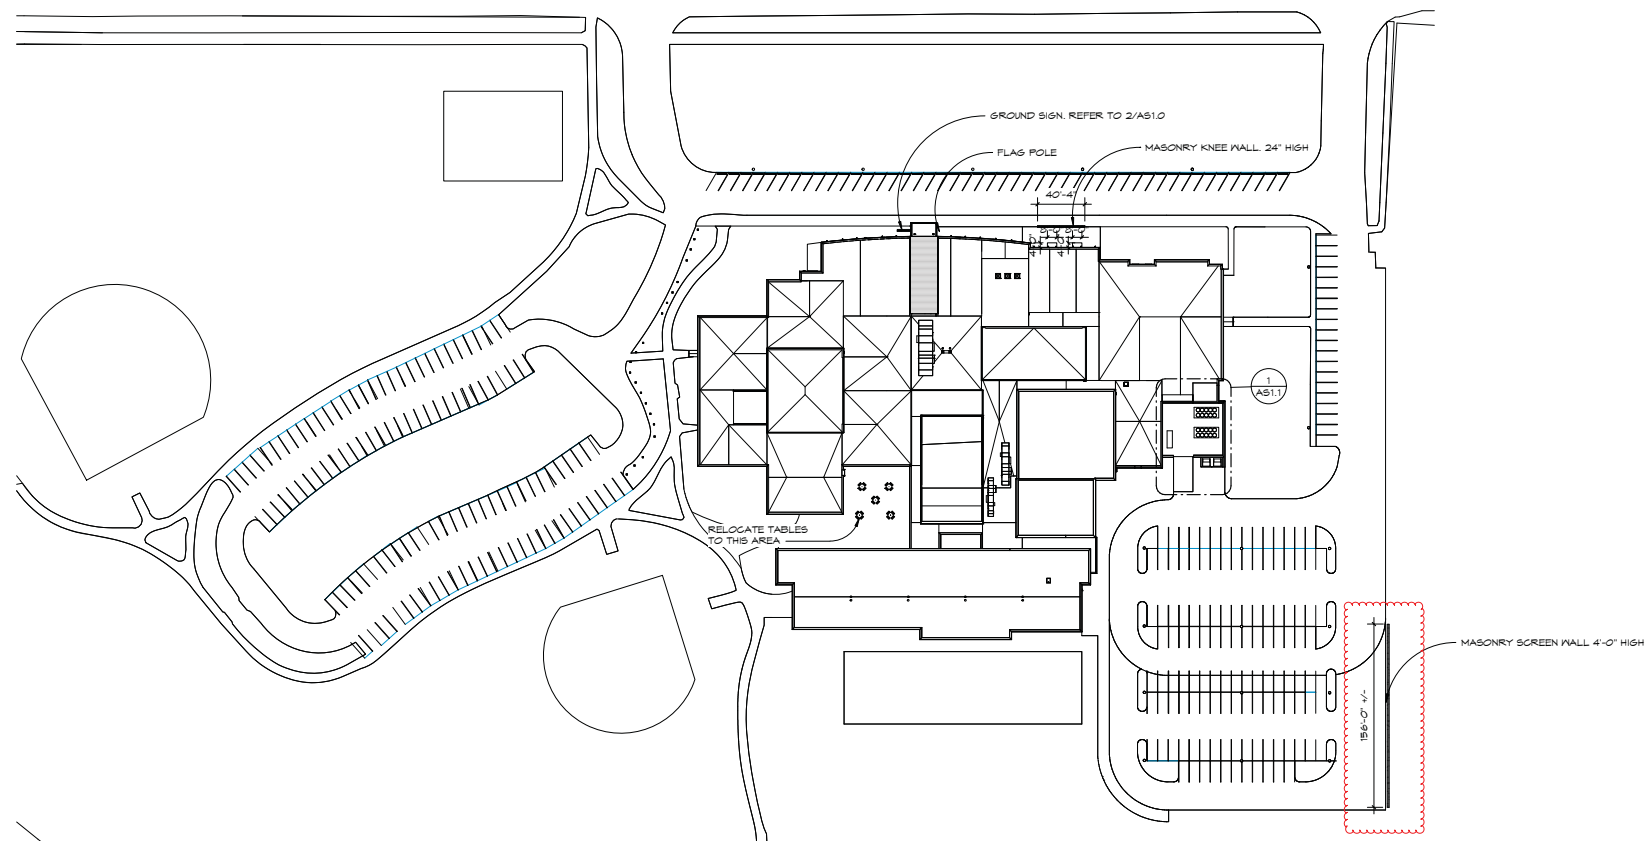 GROUND SIGN. REFER TO 2/AS1.0
FLAG POLE
MASONRY KNEE WALL. 24" HIGH
40'-4"
1
AS1.1
RELOCATE TABLES
TO THIS AREA
MASONRY SCREEN WALL 4'-0" HIGH
156'-0" +/-